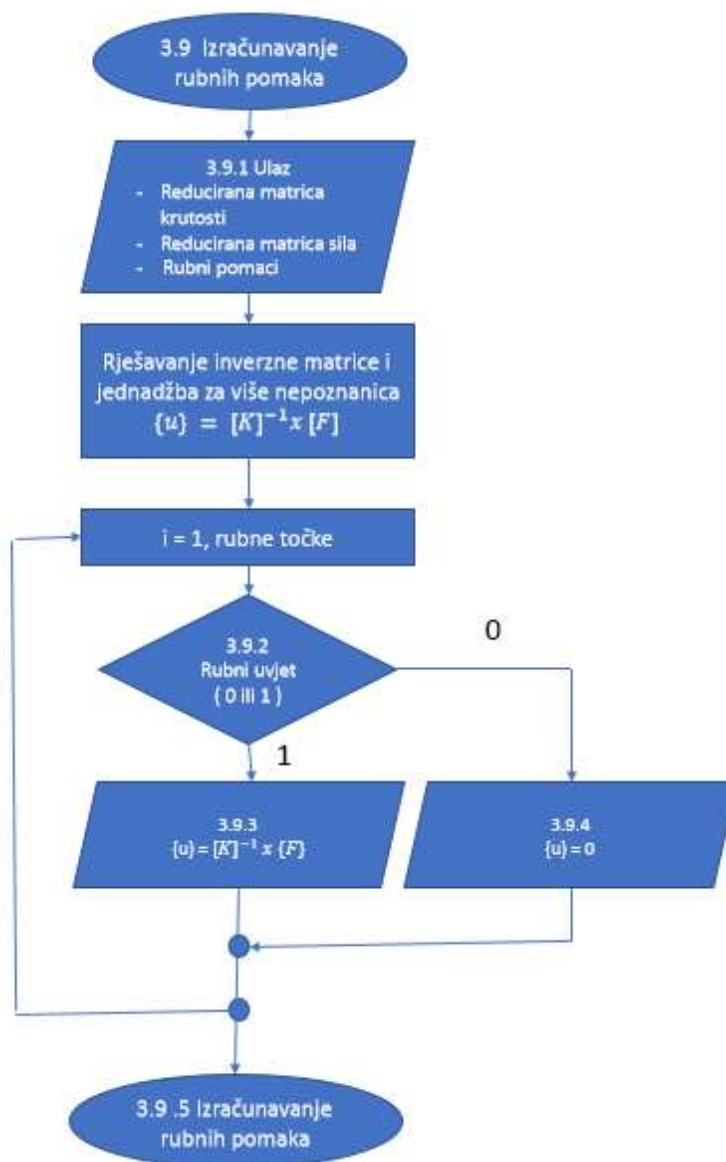 3.9 Izračunavanje
rubnih pomaka
3.9.1 Ulaz
- Reducirana matrica
krutosti
- Reducirana matrica sila
- Rubni pomaci
Rješavanje inverzne matrice i
jednadžba za više nepoznanica
{u} = [K]⁻¹x [F]
i = 1, rubne točke
3.9.2
Rubni uvjet
( 0 ili 1 )
0
1
3.9.3
{u} = [K]⁻¹ x {F}
3.9.4
{u} = 0
3.9 .5 Izračunavanje
rubnih pomaka